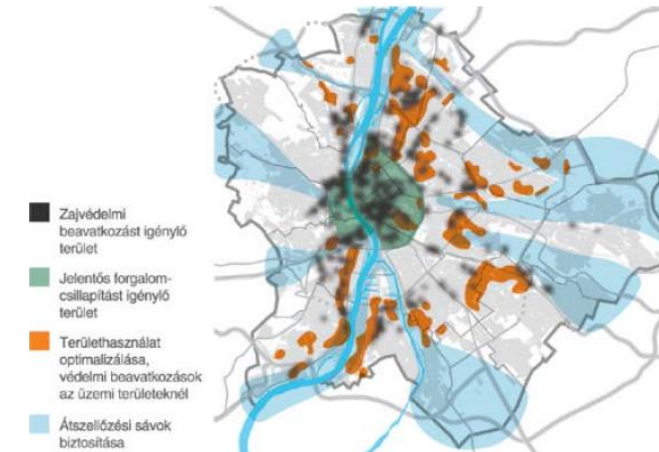 Zajvédelmi
beavatkozást igénylő
terület
Jelentős forgalom-
csillapítást igénylő
terület
Területhasználat
optimalizálása,
védelmi beavatkozások
az üzemi területeknél
Átszellőzési sávok
biztosítása